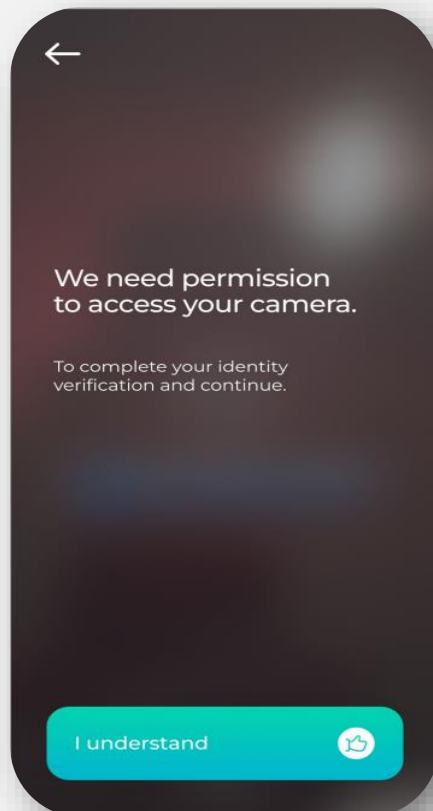 We need permission
to access your camera.
To complete your identity
verification and continue.
I understand